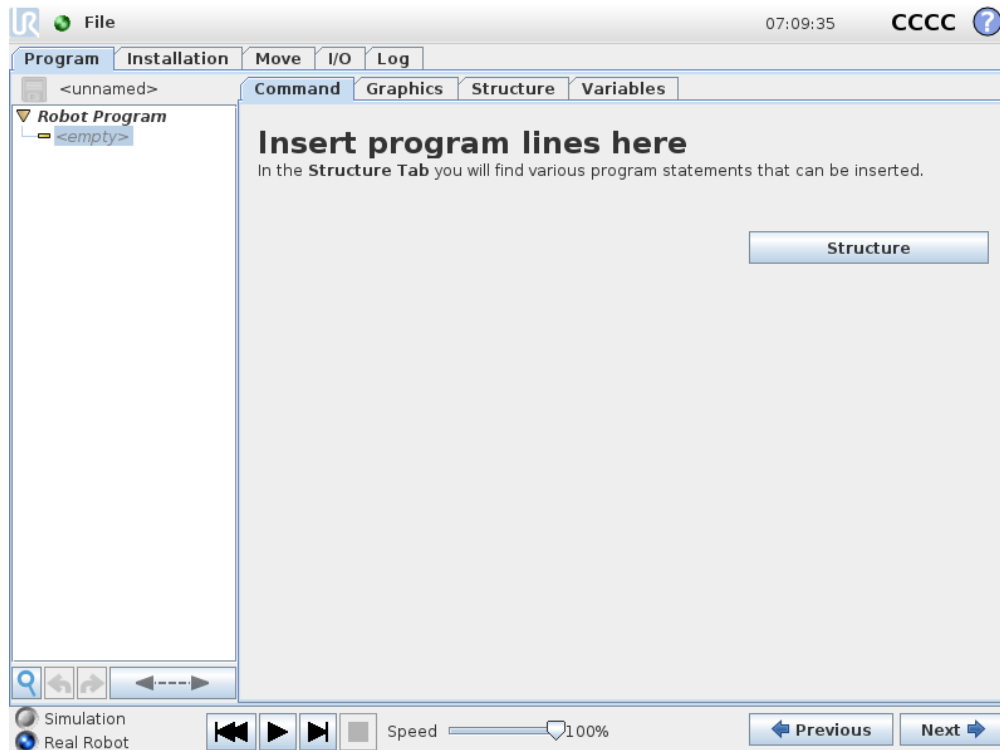 UR File 07:09:35 CCCC ?
Program Installation Move I/O Log
<unnamed> Command Graphics Structure Variables
Robot Program
<empty>
Insert program lines here
In the Structure Tab you will find various program statements that can be inserted.
Structure
Simulation
Real Robot
Speed 100%
Previous Next